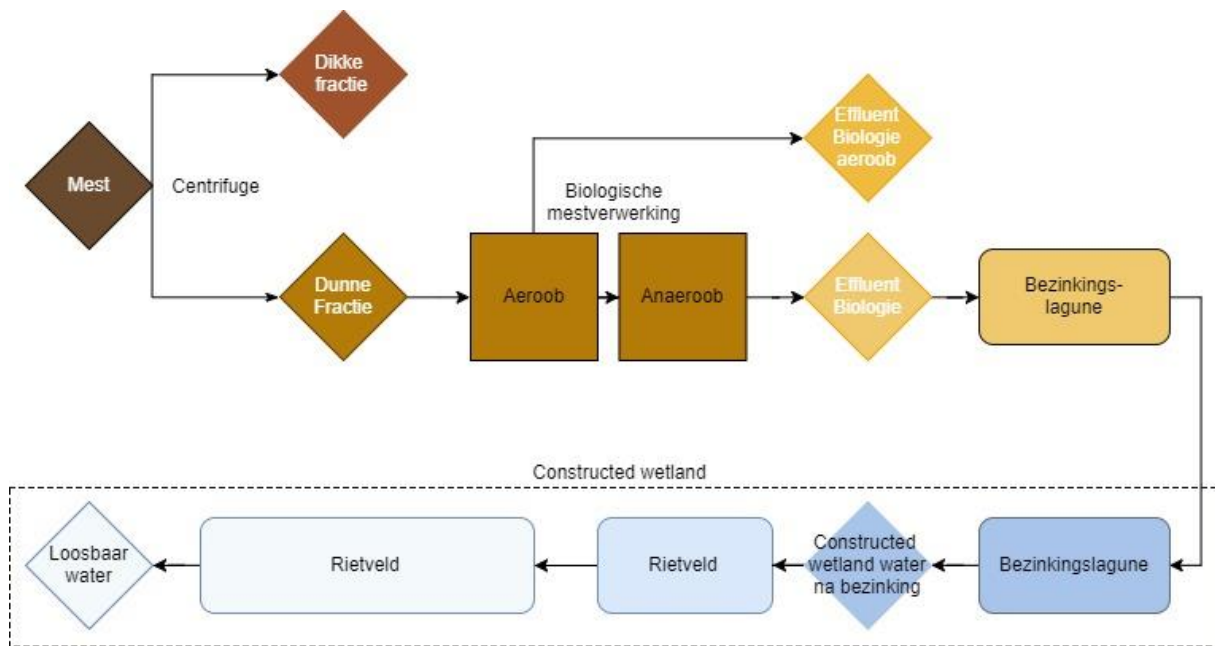 Dikke
fractie
Mest
Centrifuge
Effluent
Biologie
aeroob
Biologische
mestverwerking
Dunne
Fractie
Aeroob
Anaeroob
Effluent
Biologie
Bezinkings-
lagune
Constructed wetland
Loosbaar
water
Rietveld
Rietveld
Constructed
wetland water
na bezinking
Bezinkingslagune